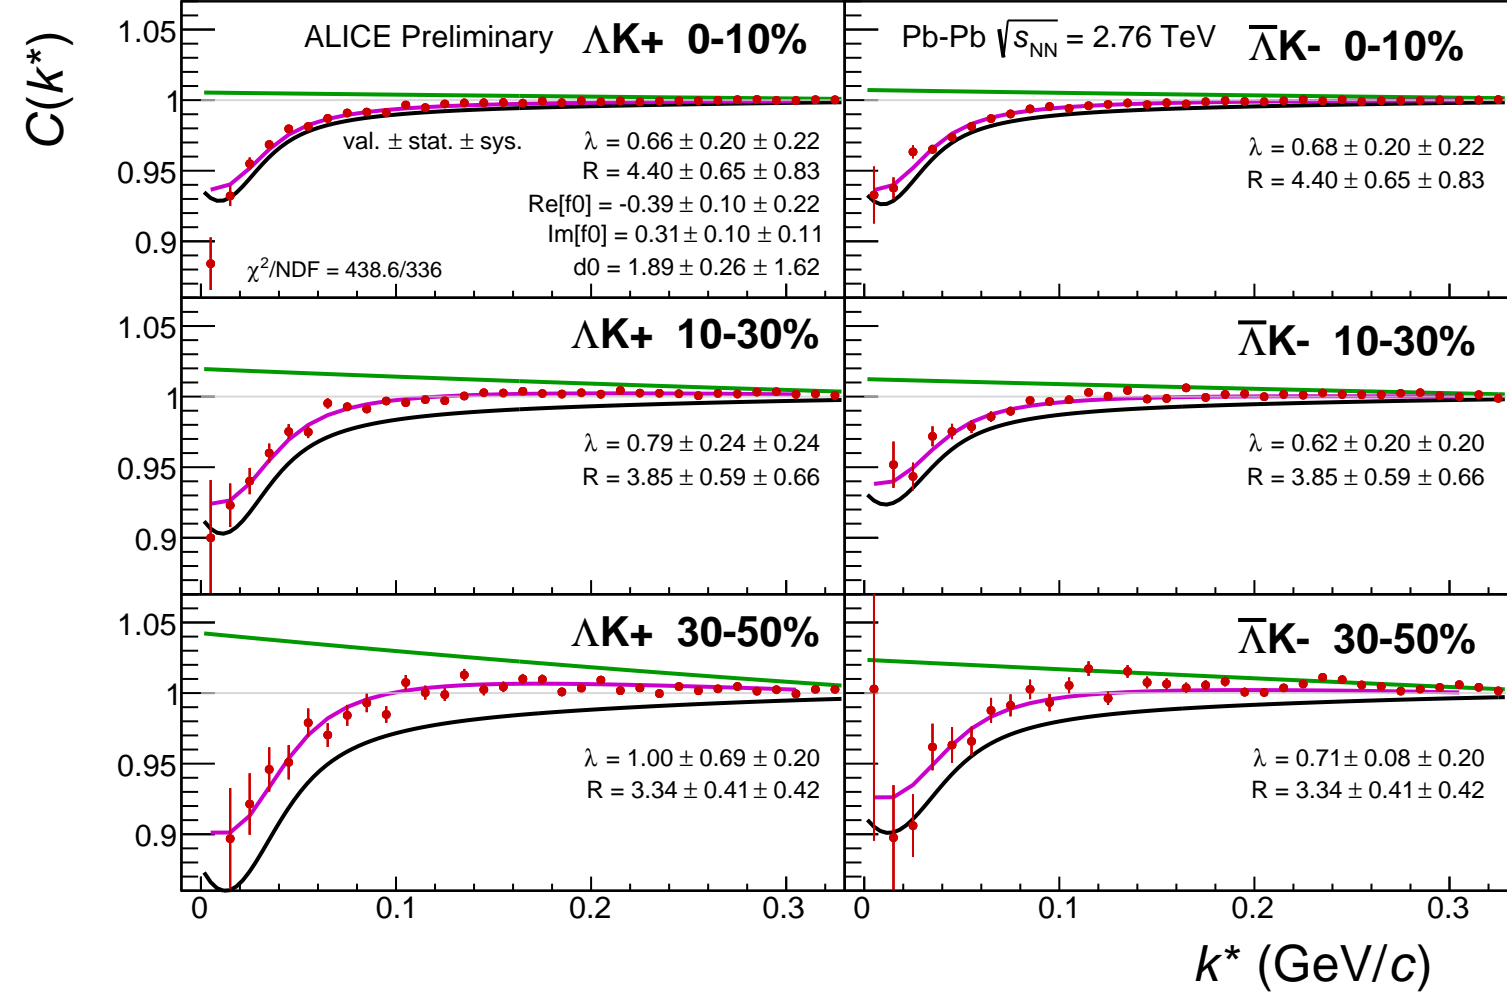 C(k*)
ALICE Preliminary ΛK+ 0-10%
val. ± stat. ± sys.
λ = 0.66 ± 0.20 ± 0.22
R = 4.40 ± 0.65 ± 0.83
Re[f0] = -0.39 ± 0.10 ± 0.22
Im[f0] = 0.31 ± 0.10 ± 0.11
d0 = 1.89 ± 0.26 ± 1.62
χ²/NDF = 438.6/336
1.05
1
0.95
0.9
Pb-Pb √s_NN = 2.76 TeV Λ̅K- 0-10%
λ = 0.68 ± 0.20 ± 0.22
R = 4.40 ± 0.65 ± 0.83
ΛK+ 10-30%
λ = 0.79 ± 0.24 ± 0.24
R = 3.85 ± 0.59 ± 0.66
1.05
1
0.95
0.9
Λ̅K- 10-30%
λ = 0.62 ± 0.20 ± 0.20
R = 3.85 ± 0.59 ± 0.66
ΛK+ 30-50%
λ = 1.00 ± 0.69 ± 0.20
R = 3.34 ± 0.41 ± 0.42
1.05
1
0.95
0.9
Λ̅K- 30-50%
λ = 0.71 ± 0.08 ± 0.20
R = 3.34 ± 0.41 ± 0.42
0 0.1 0.2 0.3 0 0.1 0.2 0.3
k* (GeV/c)